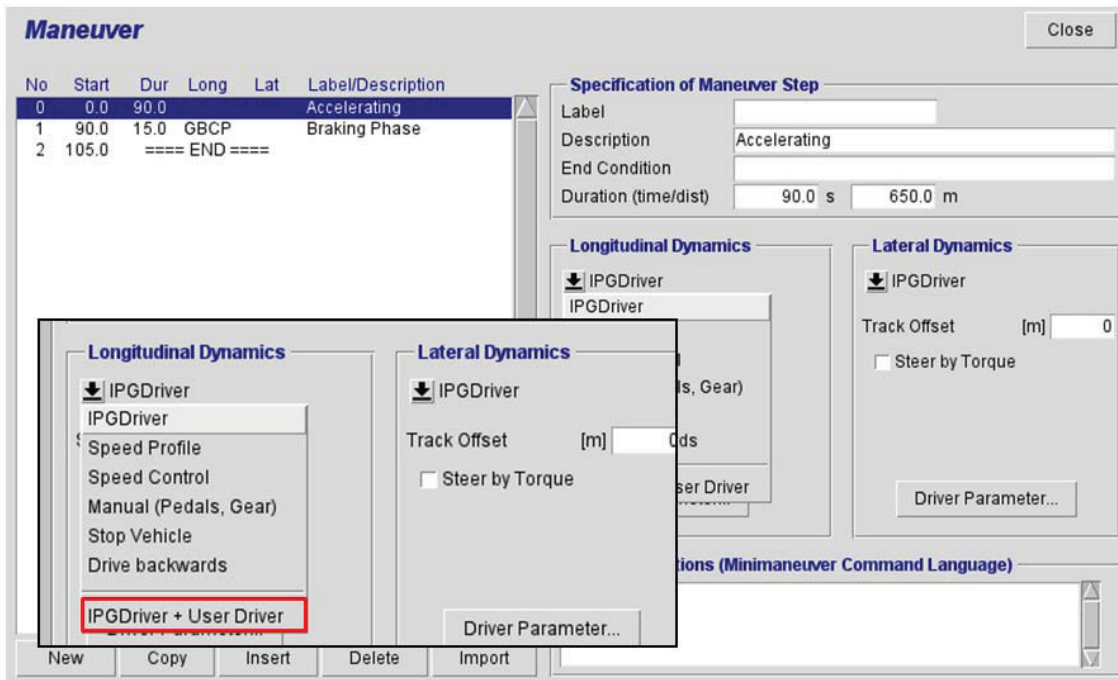 Maneuver
Close
No Start Dur Long Lat Label/Description
0 0.0 90.0 Accelerating
1 90.0 15.0 GBCP Braking Phase
2 105.0 ==== END ====
Specification of Maneuver Step
Label
Description Accelerating
End Condition
Duration (time/dist) 90.0 s 650.0 m
Longitudinal Dynamics
IPGDriver
IPGDriver
ls, Gear)
ser Driver
Lateral Dynamics
IPGDriver
Track Offset [m] 0
Steer by Torque
Driver Parameter...
ions (Minimaneuver Command Language)
Longitudinal Dynamics
IPGDriver
IPGDriver
Speed Profile
Speed Control
Manual (Pedals, Gear)
Stop Vehicle
Drive backwards
IPGDriver + User Driver
Lateral Dynamics
IPGDriver
Track Offset [m] 0ds
Steer by Torque
Driver Parameter...
New Copy Insert Delete Import